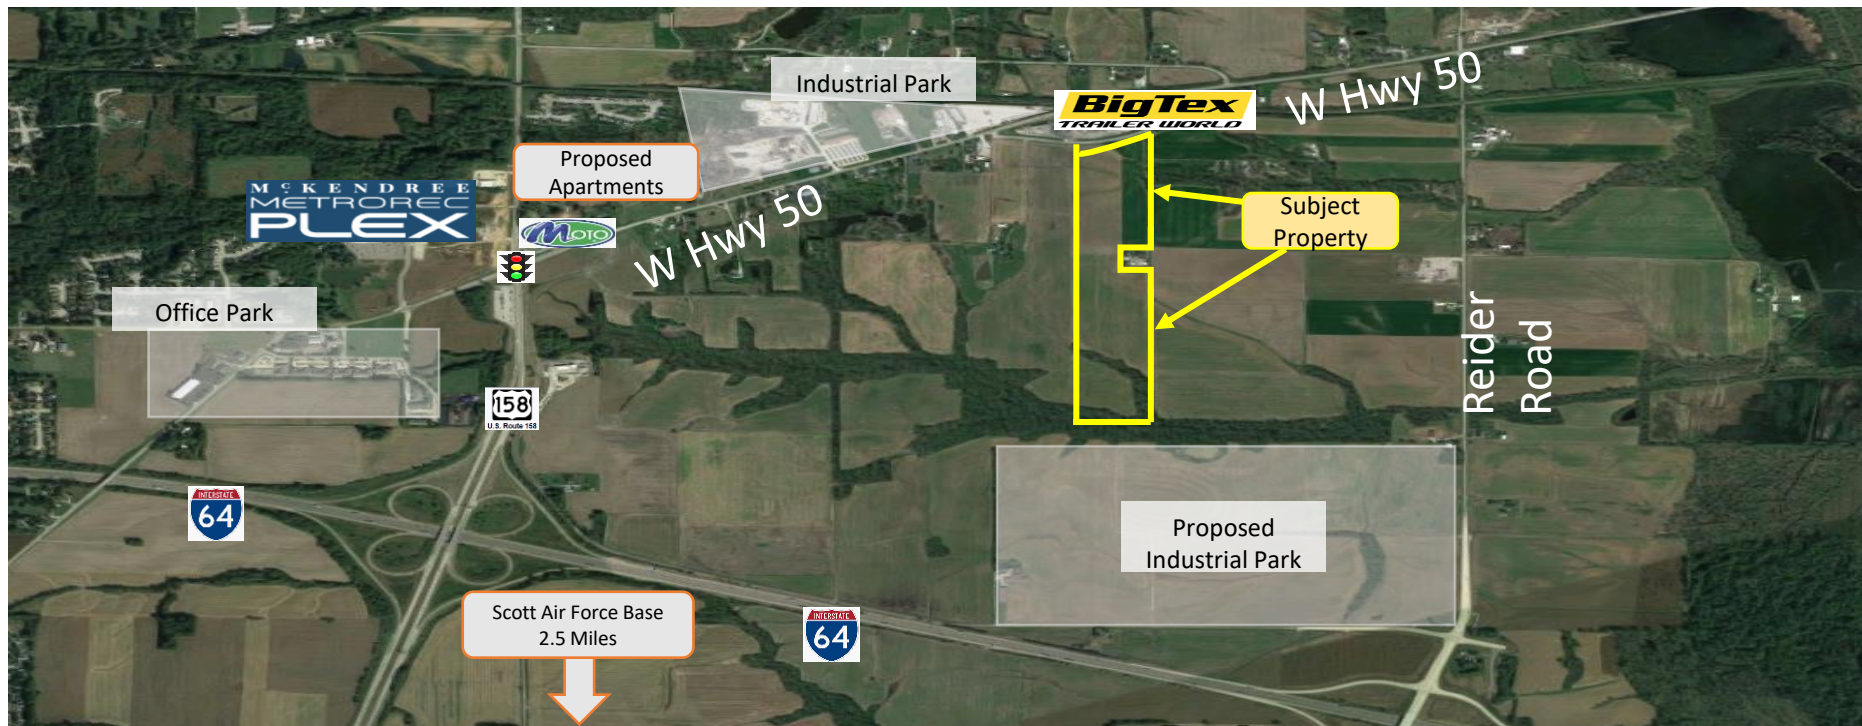 Industrial Park
BigTex
TRAILER WORLD
W Hwy 50
Proposed
Apartments
McKENDREE
METROREC
PLEX
MOTO
W Hwy 50
Subject
Property
Office Park
Reider
Road
158
U.S. Route 158
INTERSTATE
64
Proposed
Industrial Park
Scott Air Force Base
2.5 Miles
INTERSTATE
64